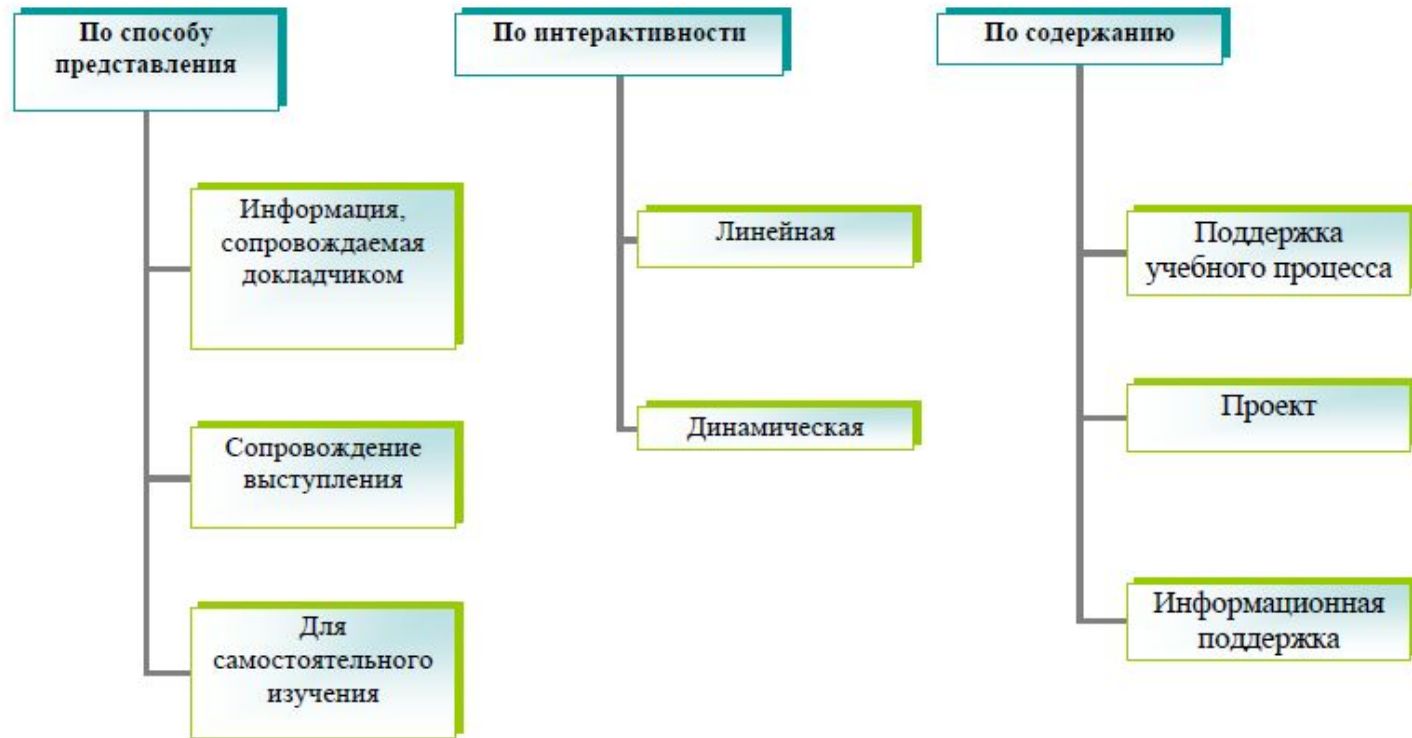 По способу
представления
Информация,
сопровождаемая
докладчиком
Сопровождение
выступления
Для
самостоятельного
изучения
По интерактивности
Линейная
Динамическая
По содержанию
Поддержка
учебного процесса
Проект
Информационная
поддержка